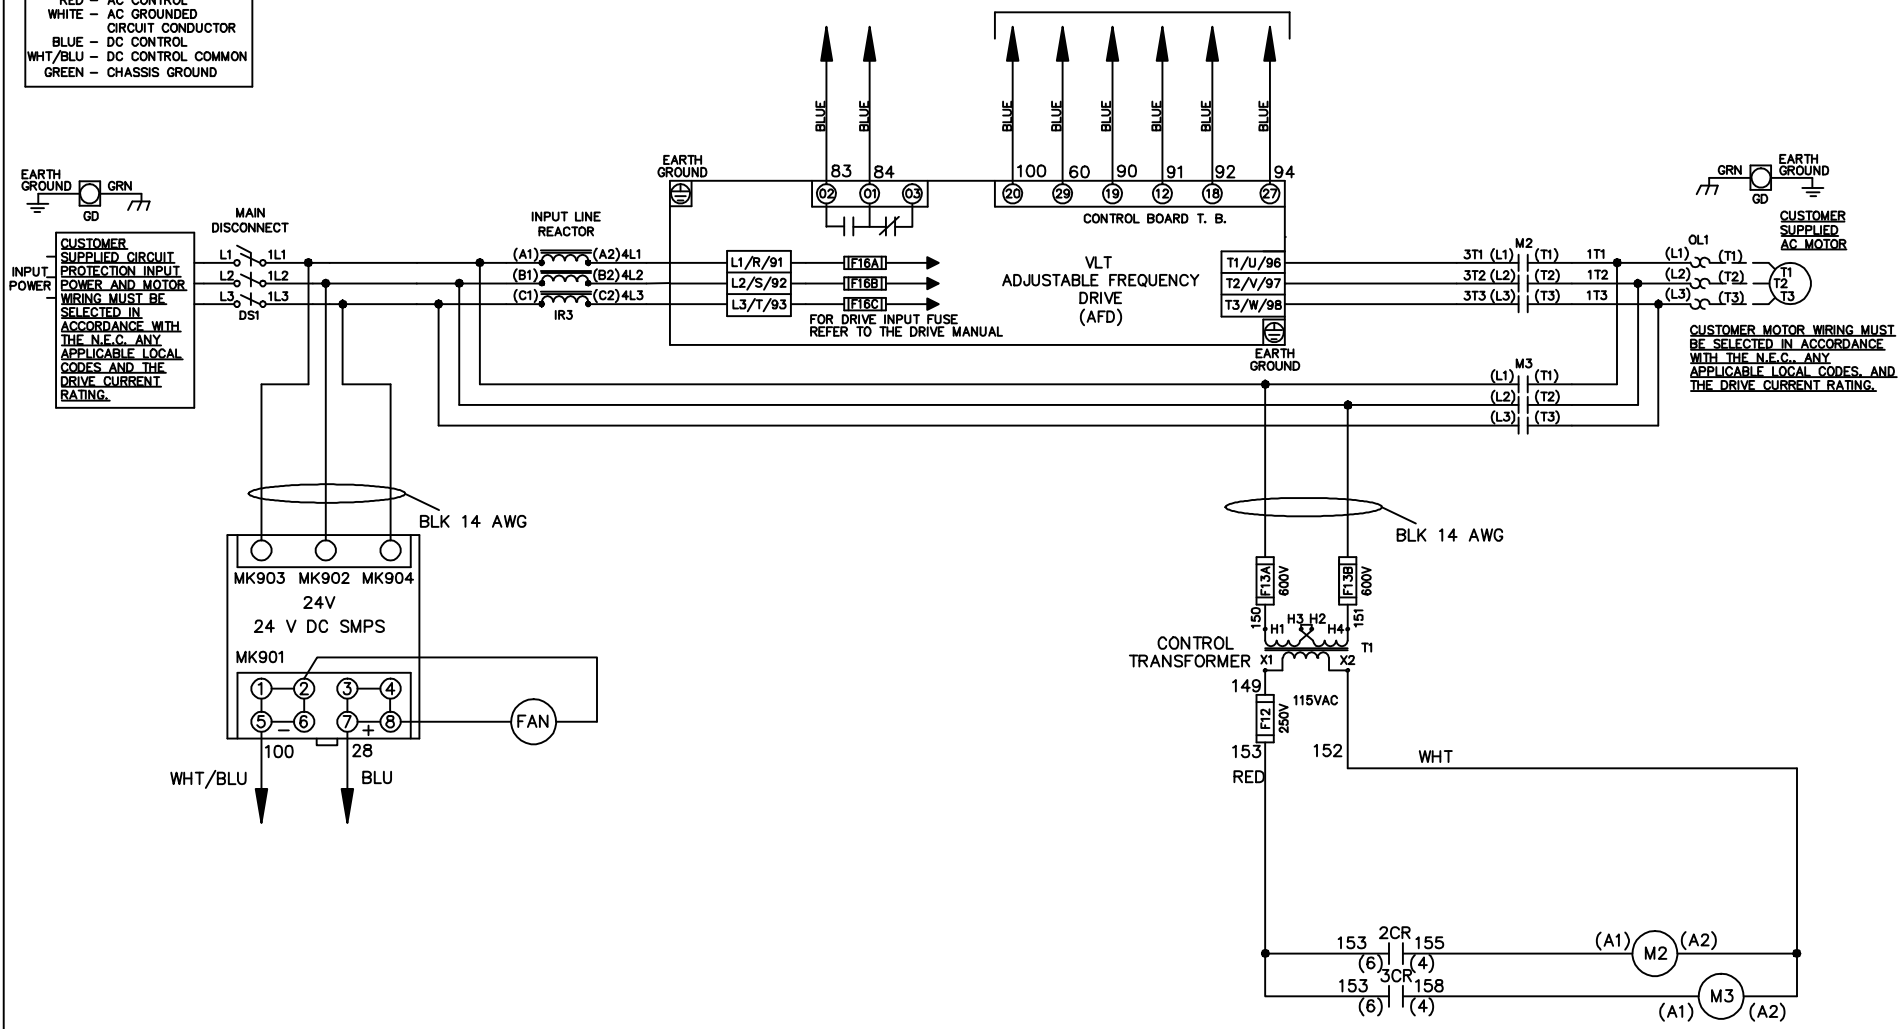 RED – AC CONTROL
WHITE – AC GROUNDED
CIRCUIT CONDUCTOR
BLUE – DC CONTROL
WHT/BLU – DC CONTROL COMMON
GREEN – CHASSIS GROUND
BLUE
BLUE
BLUE
BLUE
BLUE
BLUE
BLUE
BLUE
EARTH
GROUND
GRN
GD
MAIN
DISCONNECT
INPUT LINE
REACTOR
EARTH
GROUND
83 84
02 01 03
100 60 90 91 92 94
20 29 19 12 18 27
CONTROL BOARD T. B.
GRN
EARTH
GROUND
GD
CUSTOMER
SUPPLIED
AC MOTOR
INPUT
POWER
CUSTOMER
SUPPLIED CIRCUIT
PROTECTION INPUT
POWER AND MOTOR
WIRING MUST BE
SELECTED IN
ACCORDANCE WITH
THE N.E.C. ANY
APPLICABLE LOCAL
CODES AND THE
DRIVE CURRENT
RATING.
L1 1L1
L2 1L2
L3 1L3
DS1
(A1) (A2) 4L1
(B1) (B2) 4L2
(C1) (C2) 4L3
IR3
L1/R/91
L2/S/92
L3/T/93
F16A
F16B
F16C
FOR DRIVE INPUT FUSE
REFER TO THE DRIVE MANUAL
VLT
ADJUSTABLE FREQUENCY
DRIVE
(AFD)
T1/U/96
T2/V/97
T3/W/98
EARTH
GROUND
M2
3T1 (L1) (T1) 1T1
3T2 (L2) (T2) 1T2
3T3 (L3) (T3) 1T3
OL1
(L1) (T1)
(L2) (T2)
(L3) (T3)
T1
T2
T3
CUSTOMER MOTOR WIRING MUST
BE SELECTED IN ACCORDANCE
WITH THE N.E.C., ANY
APPLICABLE LOCAL CODES, AND
THE DRIVE CURRENT RATING.
M3
(L1) (T1)
(L2) (T2)
(L3) (T3)
BLK 14 AWG
BLK 14 AWG
MK903 MK902 MK904
24V
24 V DC SMPS
MK901
1 2 3 4
5 6 7 8
– +
FAN
100 28
WHT/BLU BLU
F13A
600V
F13B
600V
150
151
H1 H3 H2 H4
T1
CONTROL
TRANSFORMER
X1 X2
149
115VAC
F12
250V
153 152
RED
WHT
153 2CR 155
(6) (4)
(A1) M2 (A2)
153 3CR 158
(6) (4)
(A1) M3 (A2)